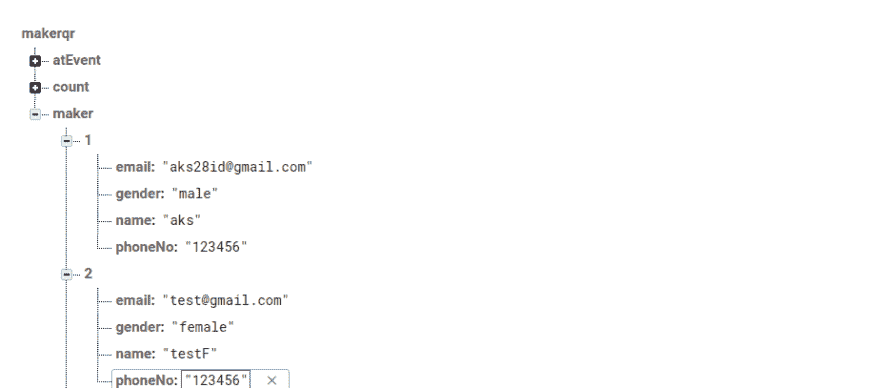 makerqr
atEvent
count
maker
1
email: "aks28id@gmail.com"
gender: "male"
name: "aks"
phoneNo: "123456"
2
email: "test@gmail.com"
gender: "female"
name: "testF"
phoneNo: "123456" ×